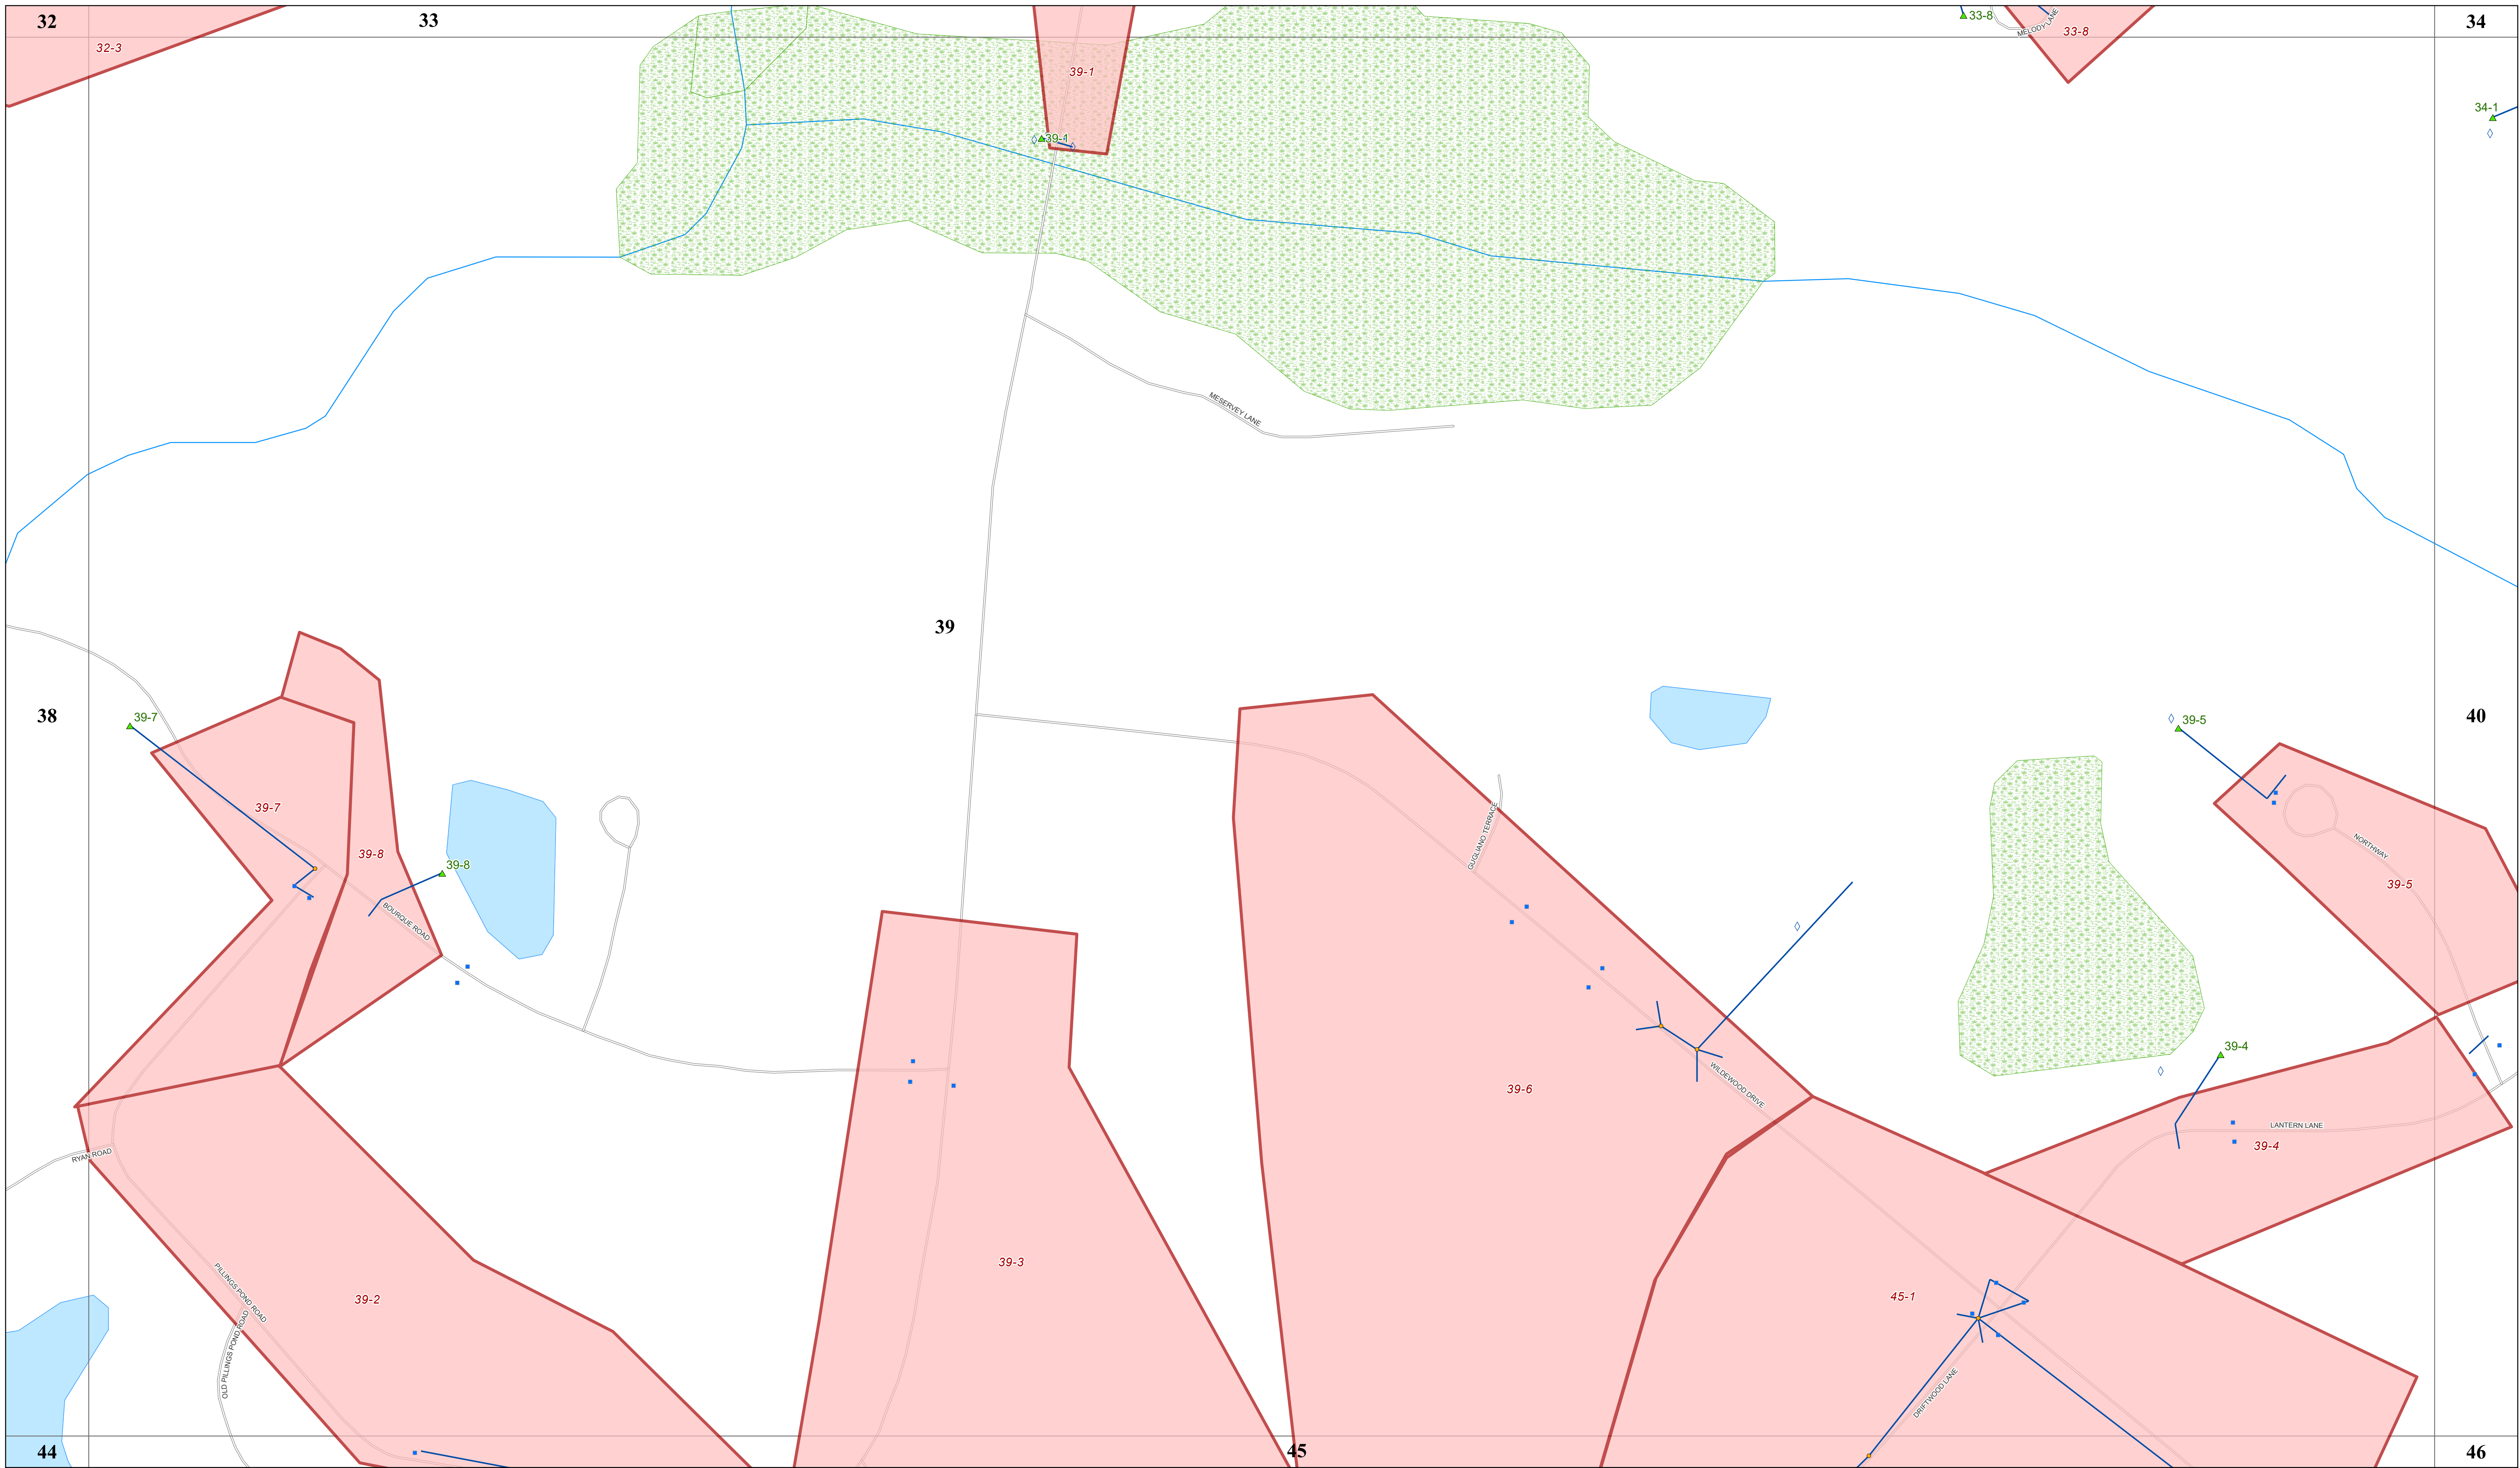 32
33
34
32-3
39-1
33-8
MELODY LANE
33-8
34-1
39-1
MESERVEY LANE
39
38
40
39-7
39-7
39-8
39-8
BOURQUE ROAD
39-5
NORTHWAY
39-5
GUGLIANO TERRACE
39-6
WILDEWOOD DRIVE
39-4
LANTERN LANE
39-4
RYAN ROAD
39-3
39-2
PILLINGS POND ROAD
OLD PILLINGS POND ROAD
45-1
DRIFTWOOD LANE
44
45
46